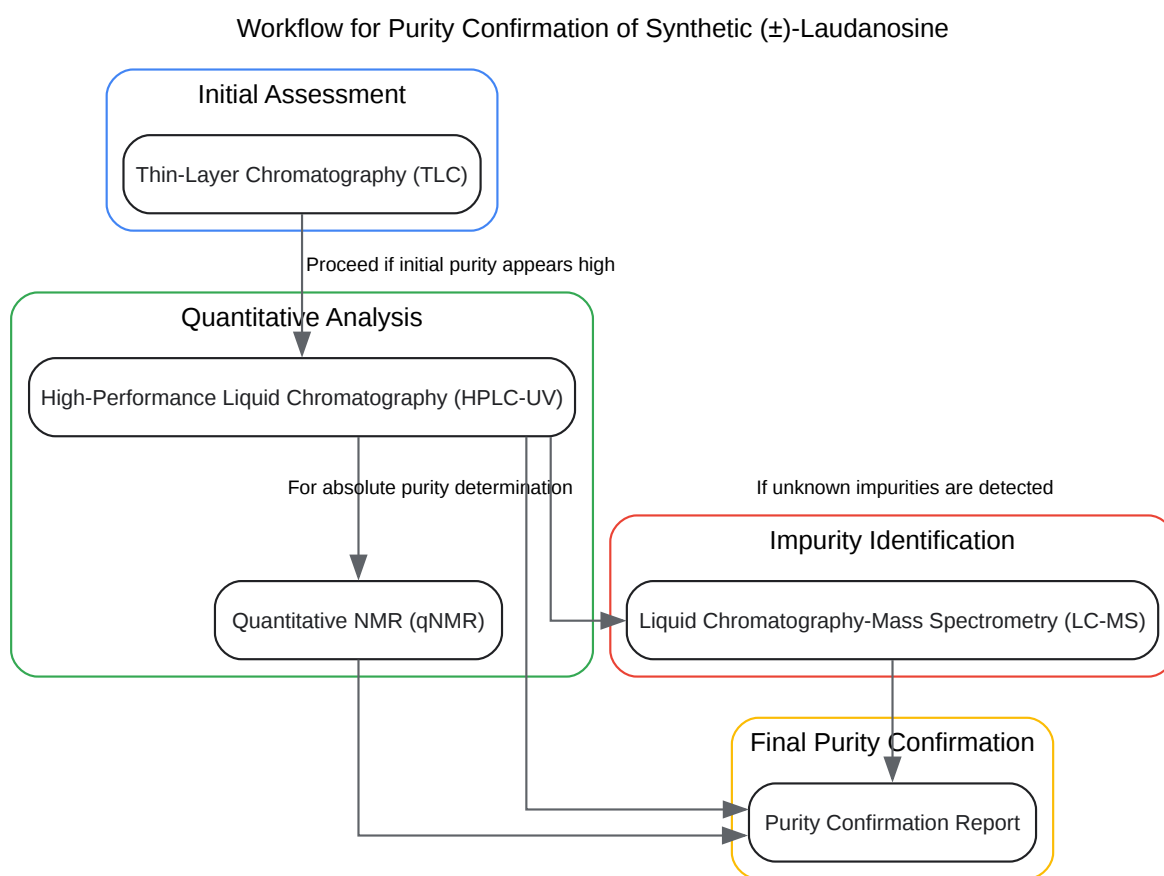 Workflow for Purity Confirmation of Synthetic (±)-Laudanosine
Initial Assessment
Thin-Layer Chromatography (TLC)
Proceed if initial purity appears high
Quantitative Analysis
High-Performance Liquid Chromatography (HPLC-UV)
For absolute purity determination
If unknown impurities are detected
Impurity Identification
Quantitative NMR (qNMR)
Liquid Chromatography-Mass Spectrometry (LC-MS)
Final Purity Confirmation
Purity Confirmation Report